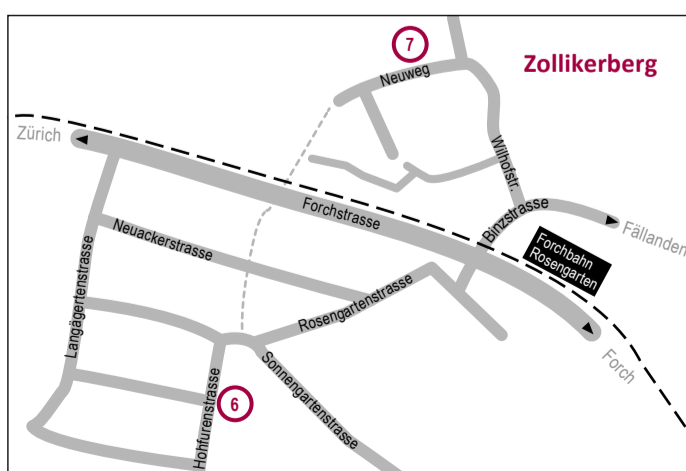 7
Zollikerberg
Neuweg
Zürich
Wilhofstr.
Forchstrasse
Binzstrasse
Fällanden
Neuackerstrasse
Forchbahn
Rosengarten
Langägertenstrasse
Rosengartenstrasse
Forch
Sonnengartenstrasse
Hohfurenstrasse
6